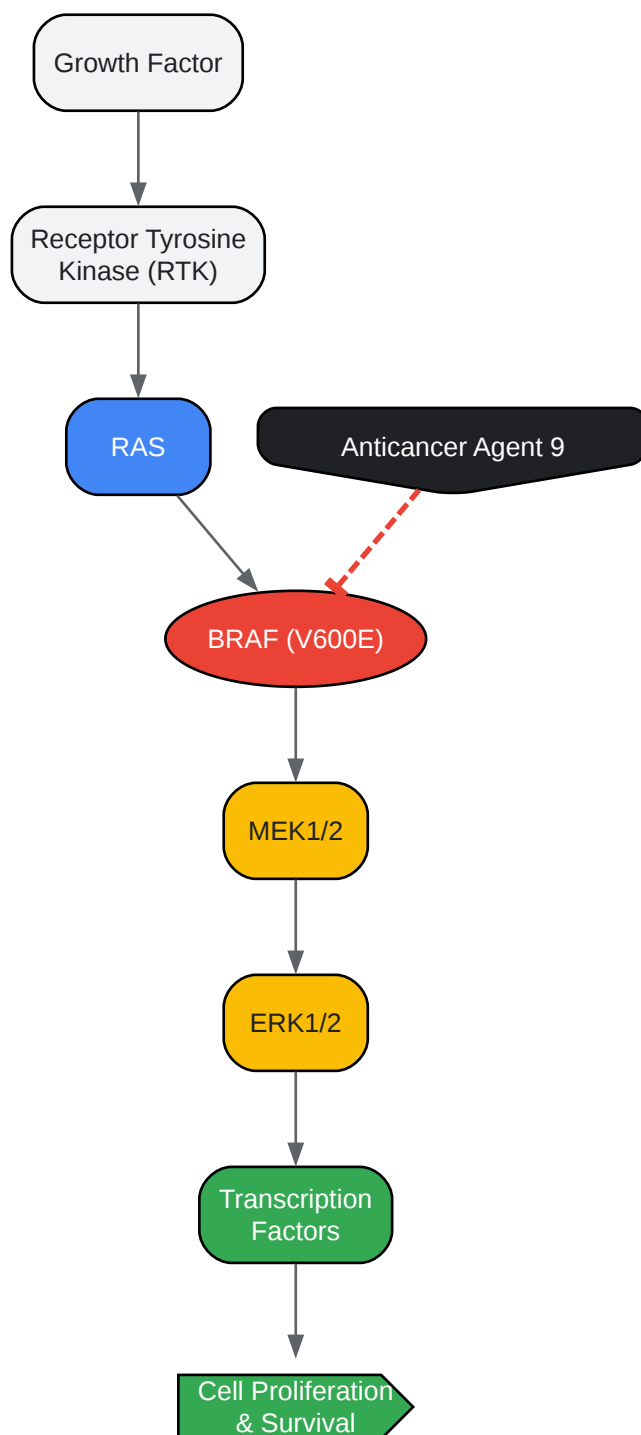 Growth Factor
Receptor Tyrosine
Kinase (RTK)
RAS
Anticancer Agent 9
BRAF (V600E)
MEK1/2
ERK1/2
Transcription
Factors
Cell Proliferation
& Survival